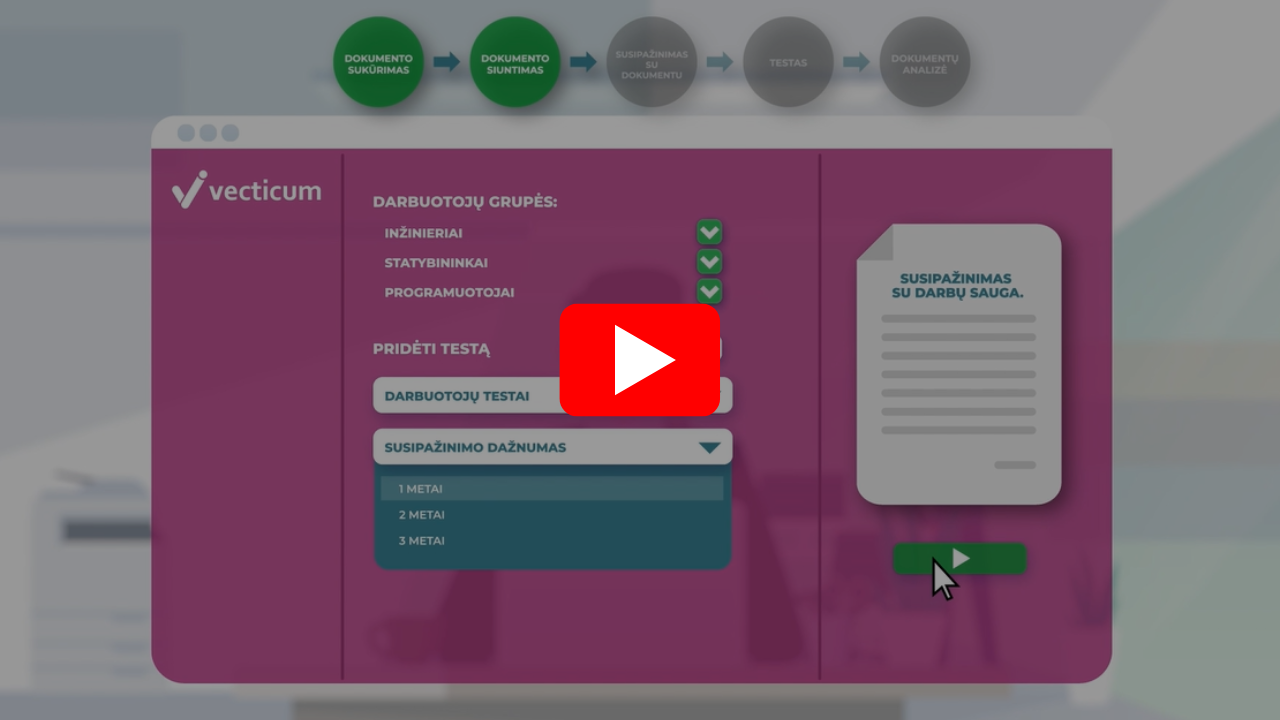 DOKUMENTO
SUKŪRIMAS
DOKUMENTO
SIUNTIMAS
SUSIPAŽINIMAS
SU
DOKUMENTU
TESTAS
DOKUMENTŲ
ANALIZĖ
vecticum
DARBUOTOJŲ GRUPĖS:
INŽINIERIAI
STATYBININKAI
PROGRAMUOTOJAI
PRIDĖTI TESTĄ
DARBUOTOJŲ TESTAI
SUSIPAŽINIMO DAŽNUMAS
1 METAI
2 METAI
3 METAI
SUSIPAŽINIMAS
SU DARBŲ SAUGA.